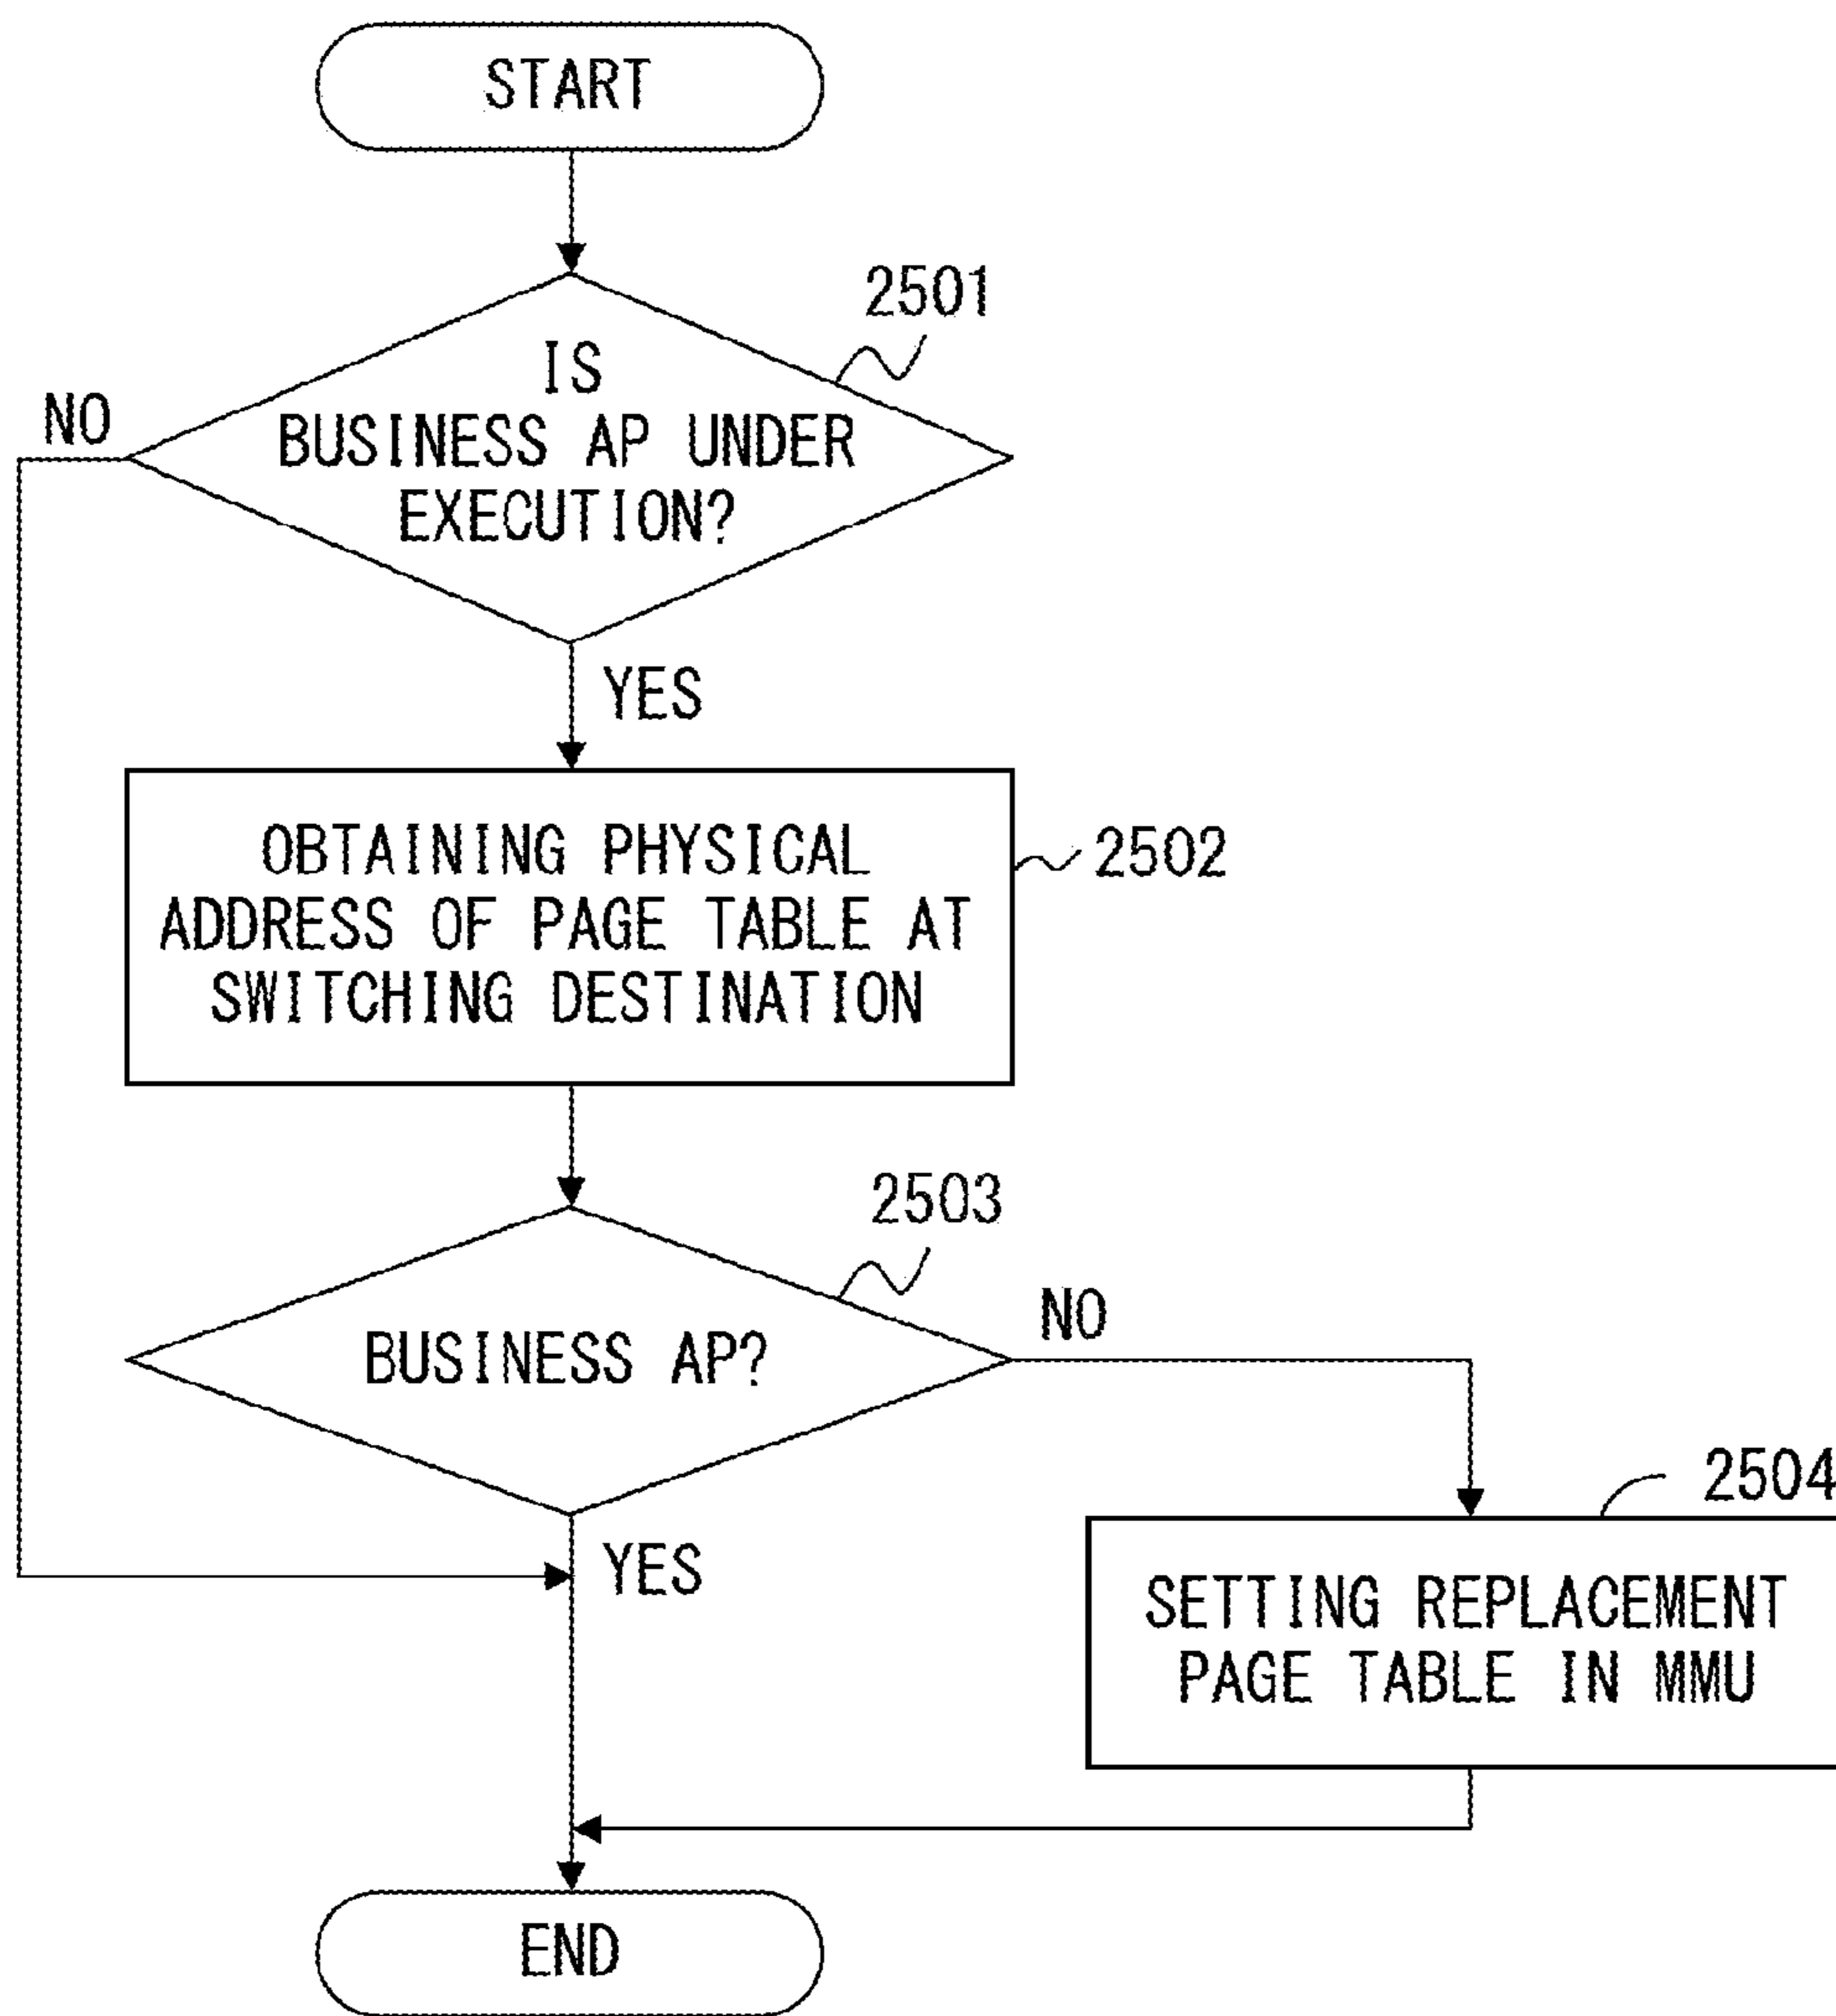 START
2501
IS
NO
BUSINESS AP UNDER
EXECUTION?
YES
OBTAINING PHYSICAL
ADDRESS OF PAGE TABLE AT
SWITCHING DESTINATION
2502
2503
BUSINESS AP?
NO
YES
2504
SETTING REPLACEMENT
PAGE TABLE IN MMU
END